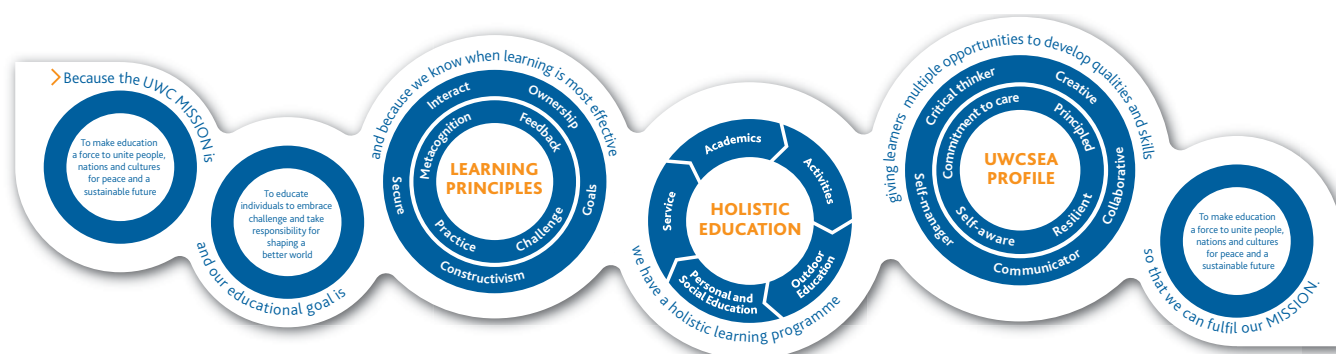 Because the UWC MISSION is
To make education
a force to unite people,
nations and cultures
for peace and a
sustainable future
and our educational goal is
To educate
individuals to embrace
challenge and take
responsibility for
shaping a
better world
and because we know when learning is most effective
LEARNING
PRINCIPLES
Interact
Ownership
Goals
Constructivism
Secure
Metacognition
Feedback
Challenge
Practice
we have a holistic learning programme
HOLISTIC
EDUCATION
Academics
Activities
Outdoor
Education
Personal and
Social Education
Service
giving learners multiple opportunities to develop qualities and skills
UWCSEA
PROFILE
Critical thinker
Creative
Collaborative
Communicator
Self-manager
Commitment to care
Principled
Resilient
Self-aware
so that we can fulfil our MISSION.
To make education
a force to unite people,
nations and cultures
for peace and a
sustainable future